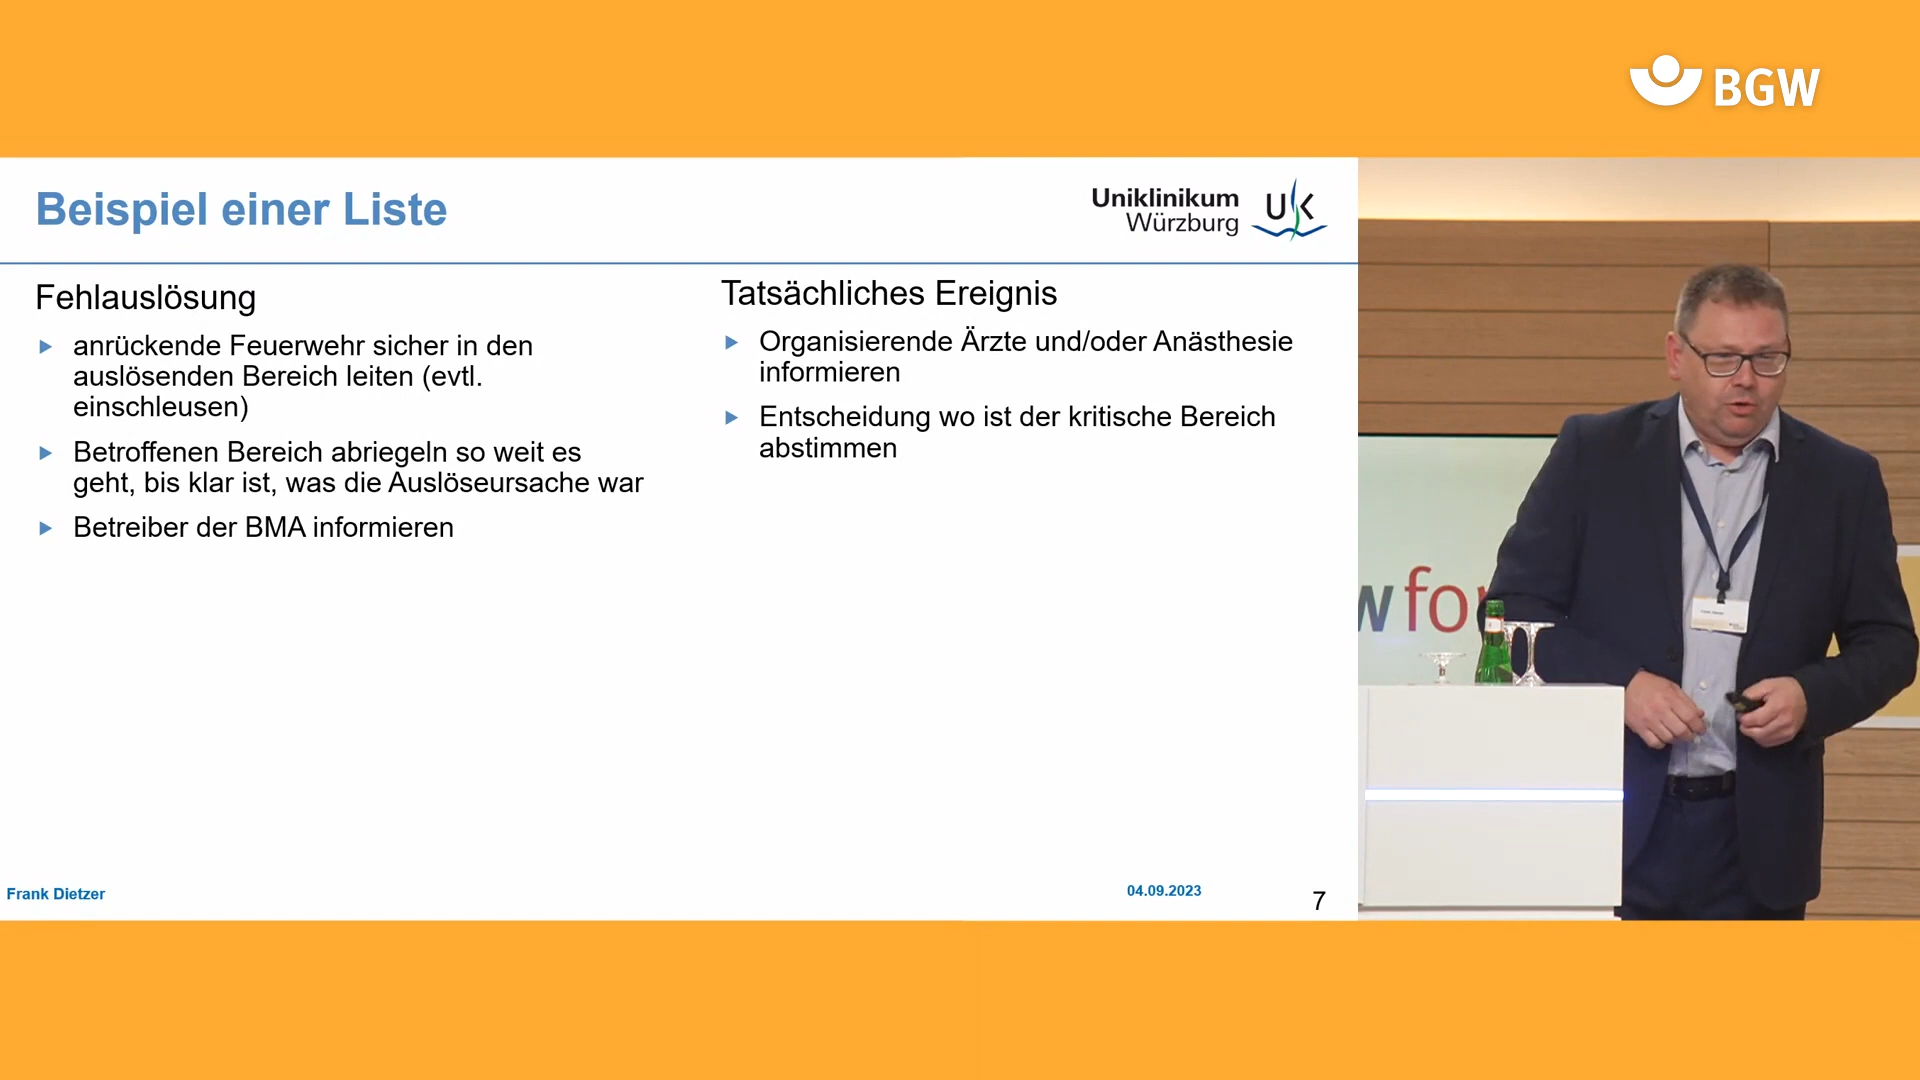 BGW
Beispiel einer Liste
Uniklinikum
Würzburg
UK
Fehlauslösung
anrückende Feuerwehr sicher in den
auslösenden Bereich leiten (evtl.
einschleusen)
Betroffenen Bereich abriegeln so weit es
geht, bis klar ist, was die Auslöseursache war
Betreiber der BMA informieren
Tatsächliches Ereignis
Organisierende Ärzte und/oder Anästhesie
informieren
Entscheidung wo ist der kritische Bereich
abstimmen
Frank Dietzer
04.09.2023
7